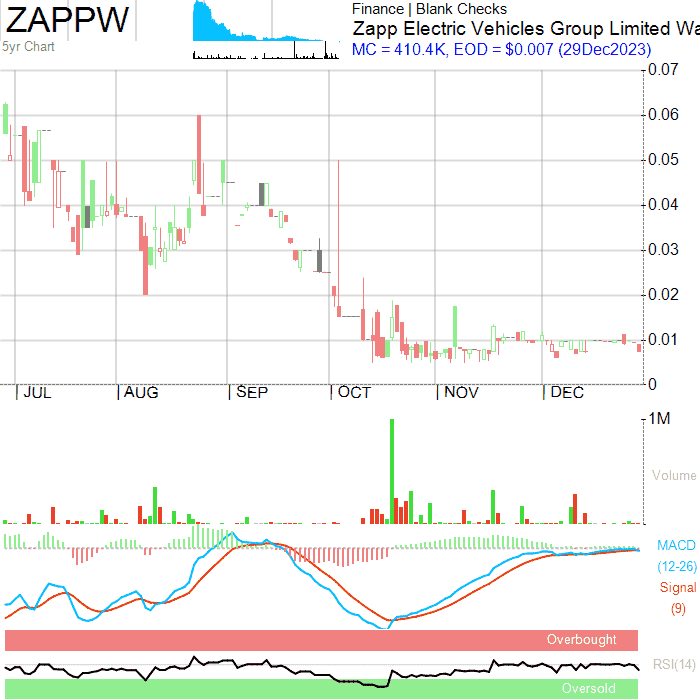 ZAPPW
5yr Chart
Finance | Blank Checks
Zapp Electric Vehicles Group Limited Wa
MC = 410.4K, EOD = $0.007 (29Dec2023)
0.07
0.06
0.05
0.04
0.03
0.02
0.01
0
JUL AUG SEP OCT NOV DEC
1M
Volume
MACD
(12-26)
Signal
(9)
Overbought
RSI(14)
Oversold